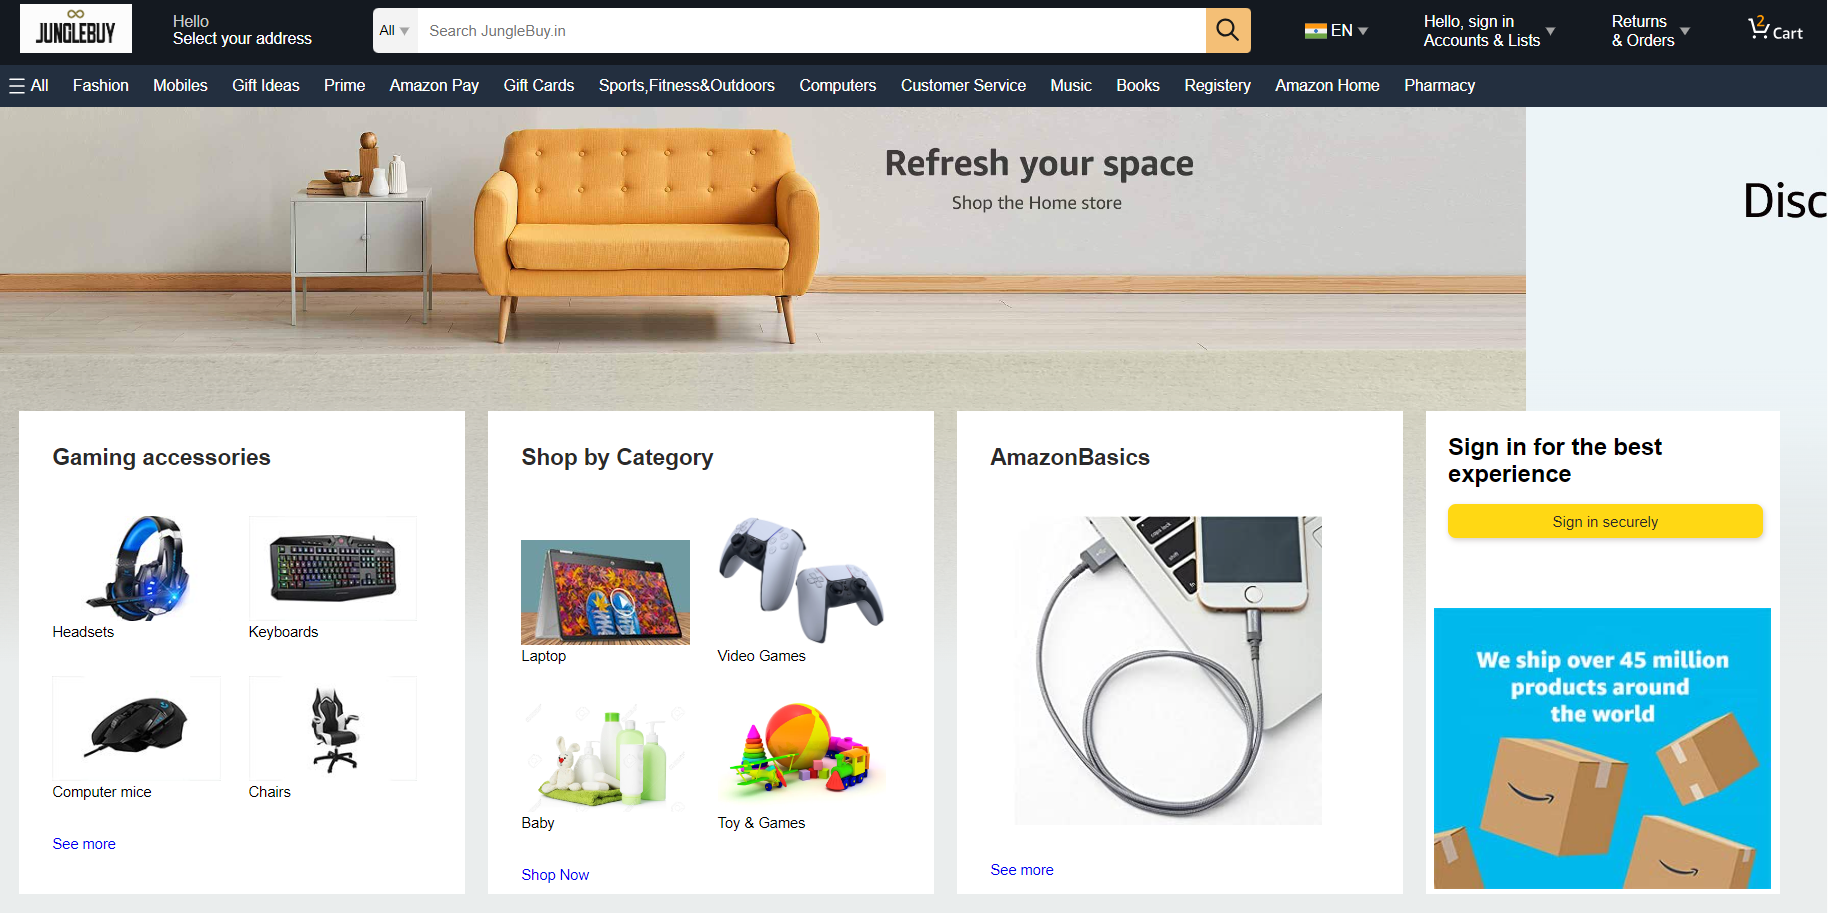 JUNGLEBUY
Hello
Select your address
All
Search JungleBuy.in
EN
Hello, sign in
Accounts & Lists
Returns
& Orders
2
Cart
All
Fashion
Mobiles
Gift Ideas
Prime
Amazon Pay
Gift Cards
Sports,Fitness&Outdoors
Computers
Customer Service
Music
Books
Registery
Amazon Home
Pharmacy
Refresh your space
Shop the Home store
Disc
Gaming accessories
Headsets
Keyboards
Computer mice
Chairs
See more
Shop by Category
Laptop
Video Games
Baby
Toy & Games
Shop Now
AmazonBasics
caps lock
shift
See more
Sign in for the best
experience
Sign in securely
We ship over 45 million
products around
the world